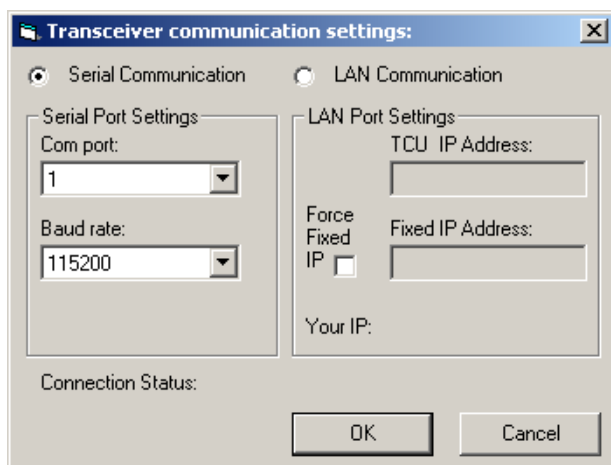 Transceiver communication settings:
Serial Communication
LAN Communication
Serial Port Settings
Com port:
1
Baud rate:
115200
LAN Port Settings
TCU IP Address:
Force
Fixed
IP
Fixed IP Address:
Your IP:
Connection Status:
OK
Cancel